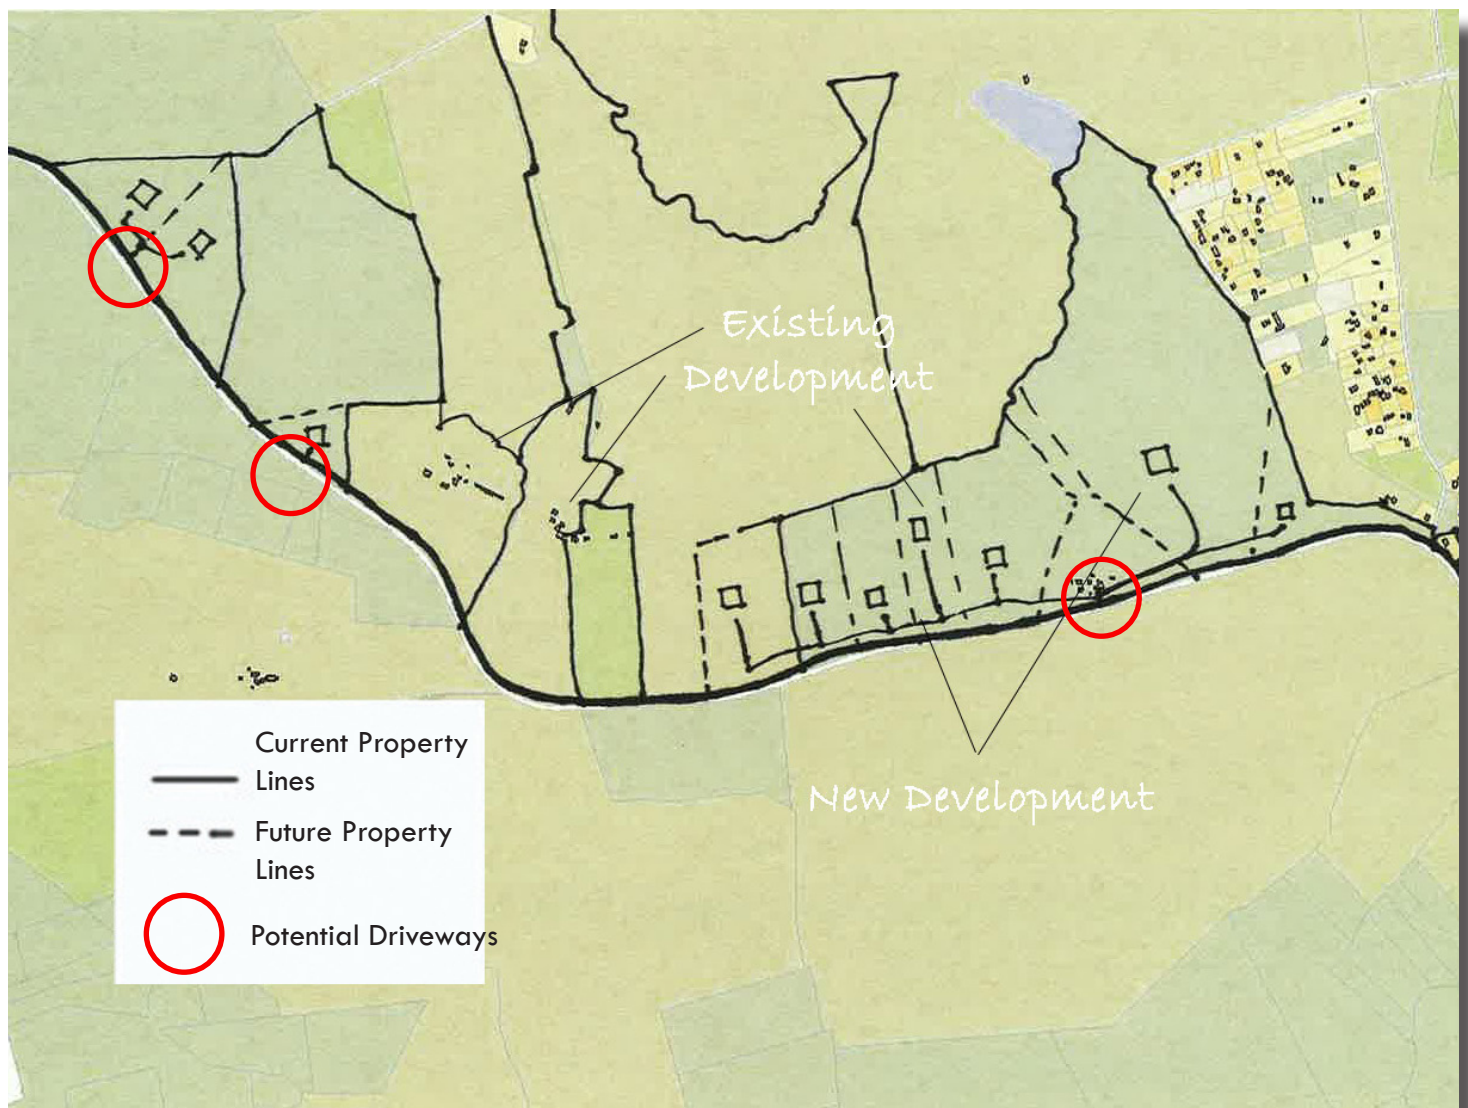 Existing
Development
New Development
Current Property
Lines
Future Property
Lines
Potential Driveways